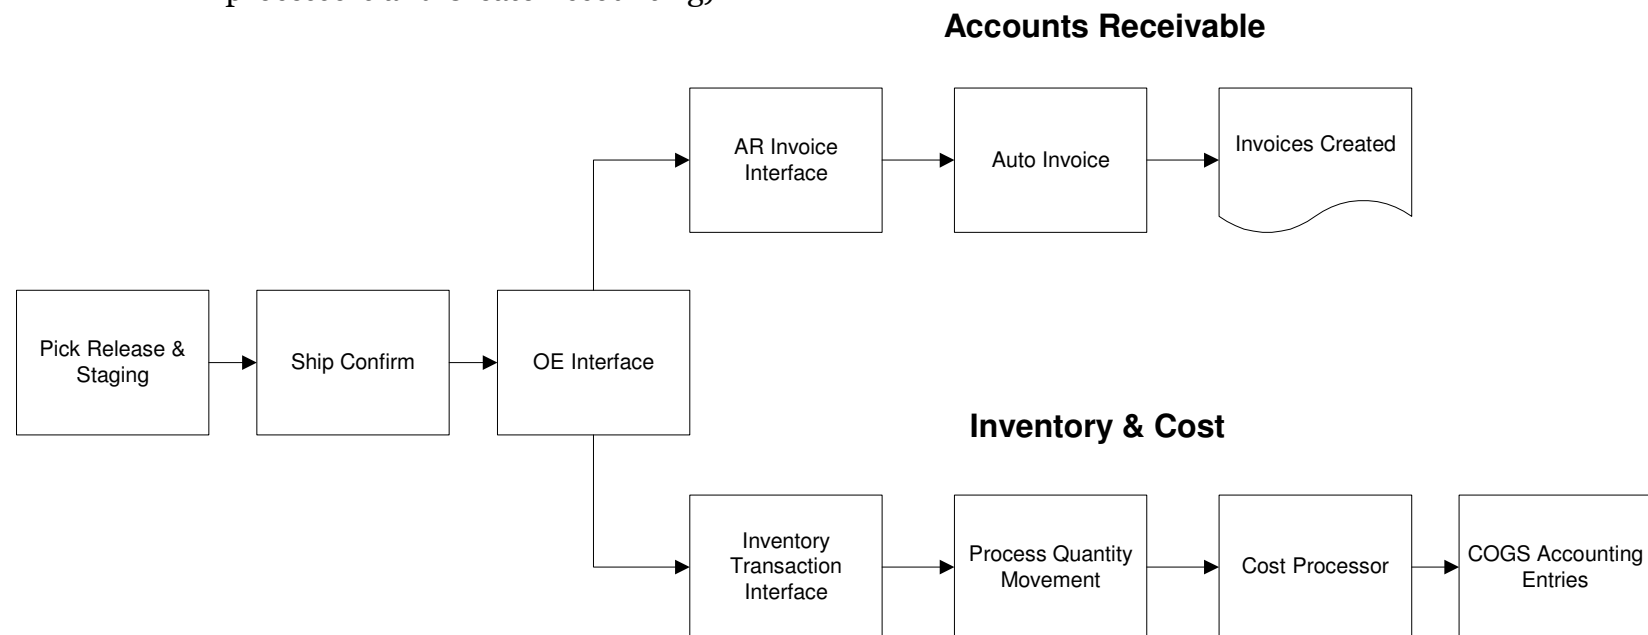 Accounts Receivable
AR Invoice
Interface
Auto Invoice
Invoices Created
Pick Release &
Staging
Ship Confirm
OE Interface
Inventory & Cost
Inventory
Transaction
Interface
Process Quantity
Movement
Cost Processor
COGS Accounting
Entries